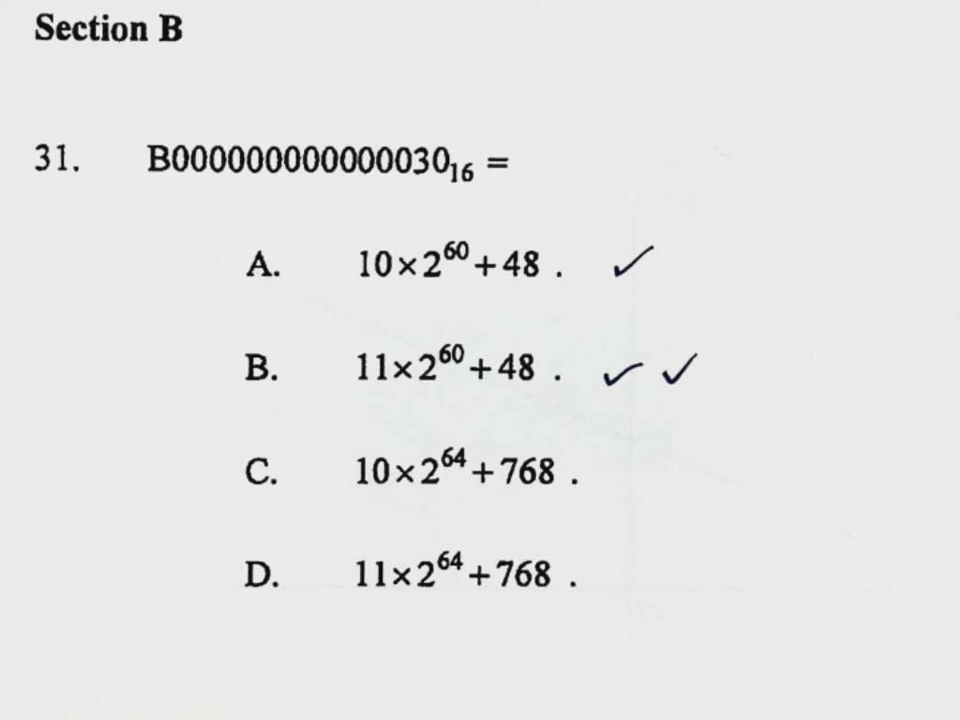 Section B
31. B000000000000030₁₆ =
A. 10×2⁶⁰+48 . ✓
B. 11×2⁶⁰+48 . ✓ ✓
C. 10×2⁶⁴+768 .
D. 11×2⁶⁴+768 .